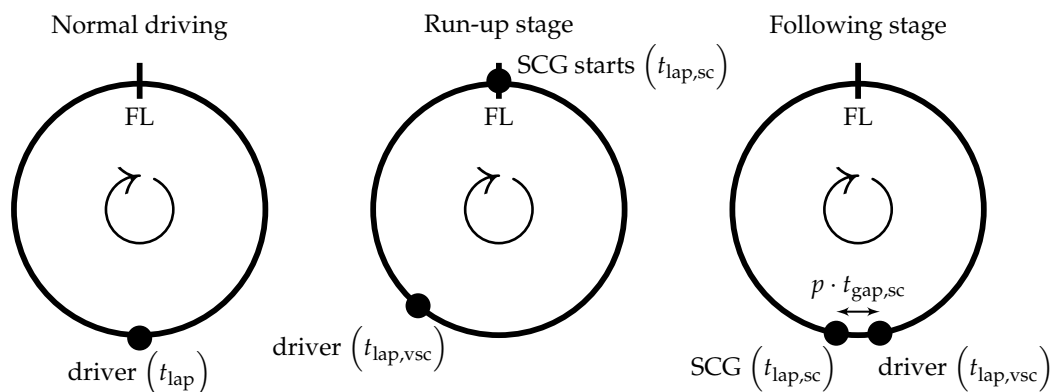 Normal driving
FL
driver (t_lap)
Run-up stage
SCG starts (t_lap,sc)
FL
driver (t_lap,vsc)
Following stage
FL
p · t_gap,sc
SCG (t_lap,sc)
driver (t_lap,vsc)